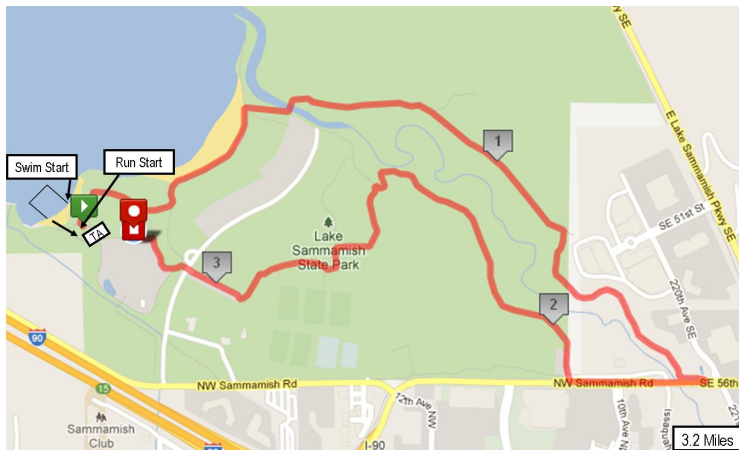 Swim Start
Run Start
TA
1
2
3
Lake
Sammamish
State Park
E Lake Sammamish Pkwy SE
SE 51st St
220th Ave SE
90
15
NW Sammamish Rd
NW Sammamish Rd
SE 56th
12th Ave NW
10th Ave N
Issaquah
221s
Sammamish
Club
I-90
3.2 Miles